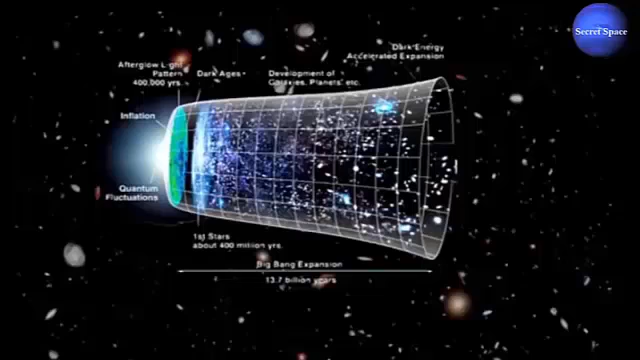 Secret Space
Dark Energy
Accelerated Expansion
Afterglow Light
Pattern
400,000 yrs.
Dark Ages
Development of
Galaxies, Planets, etc.
Inflation
Quantum
Fluctuations
1st Stars
about 400 million yrs.
Big Bang Expansion
13.7 billion years